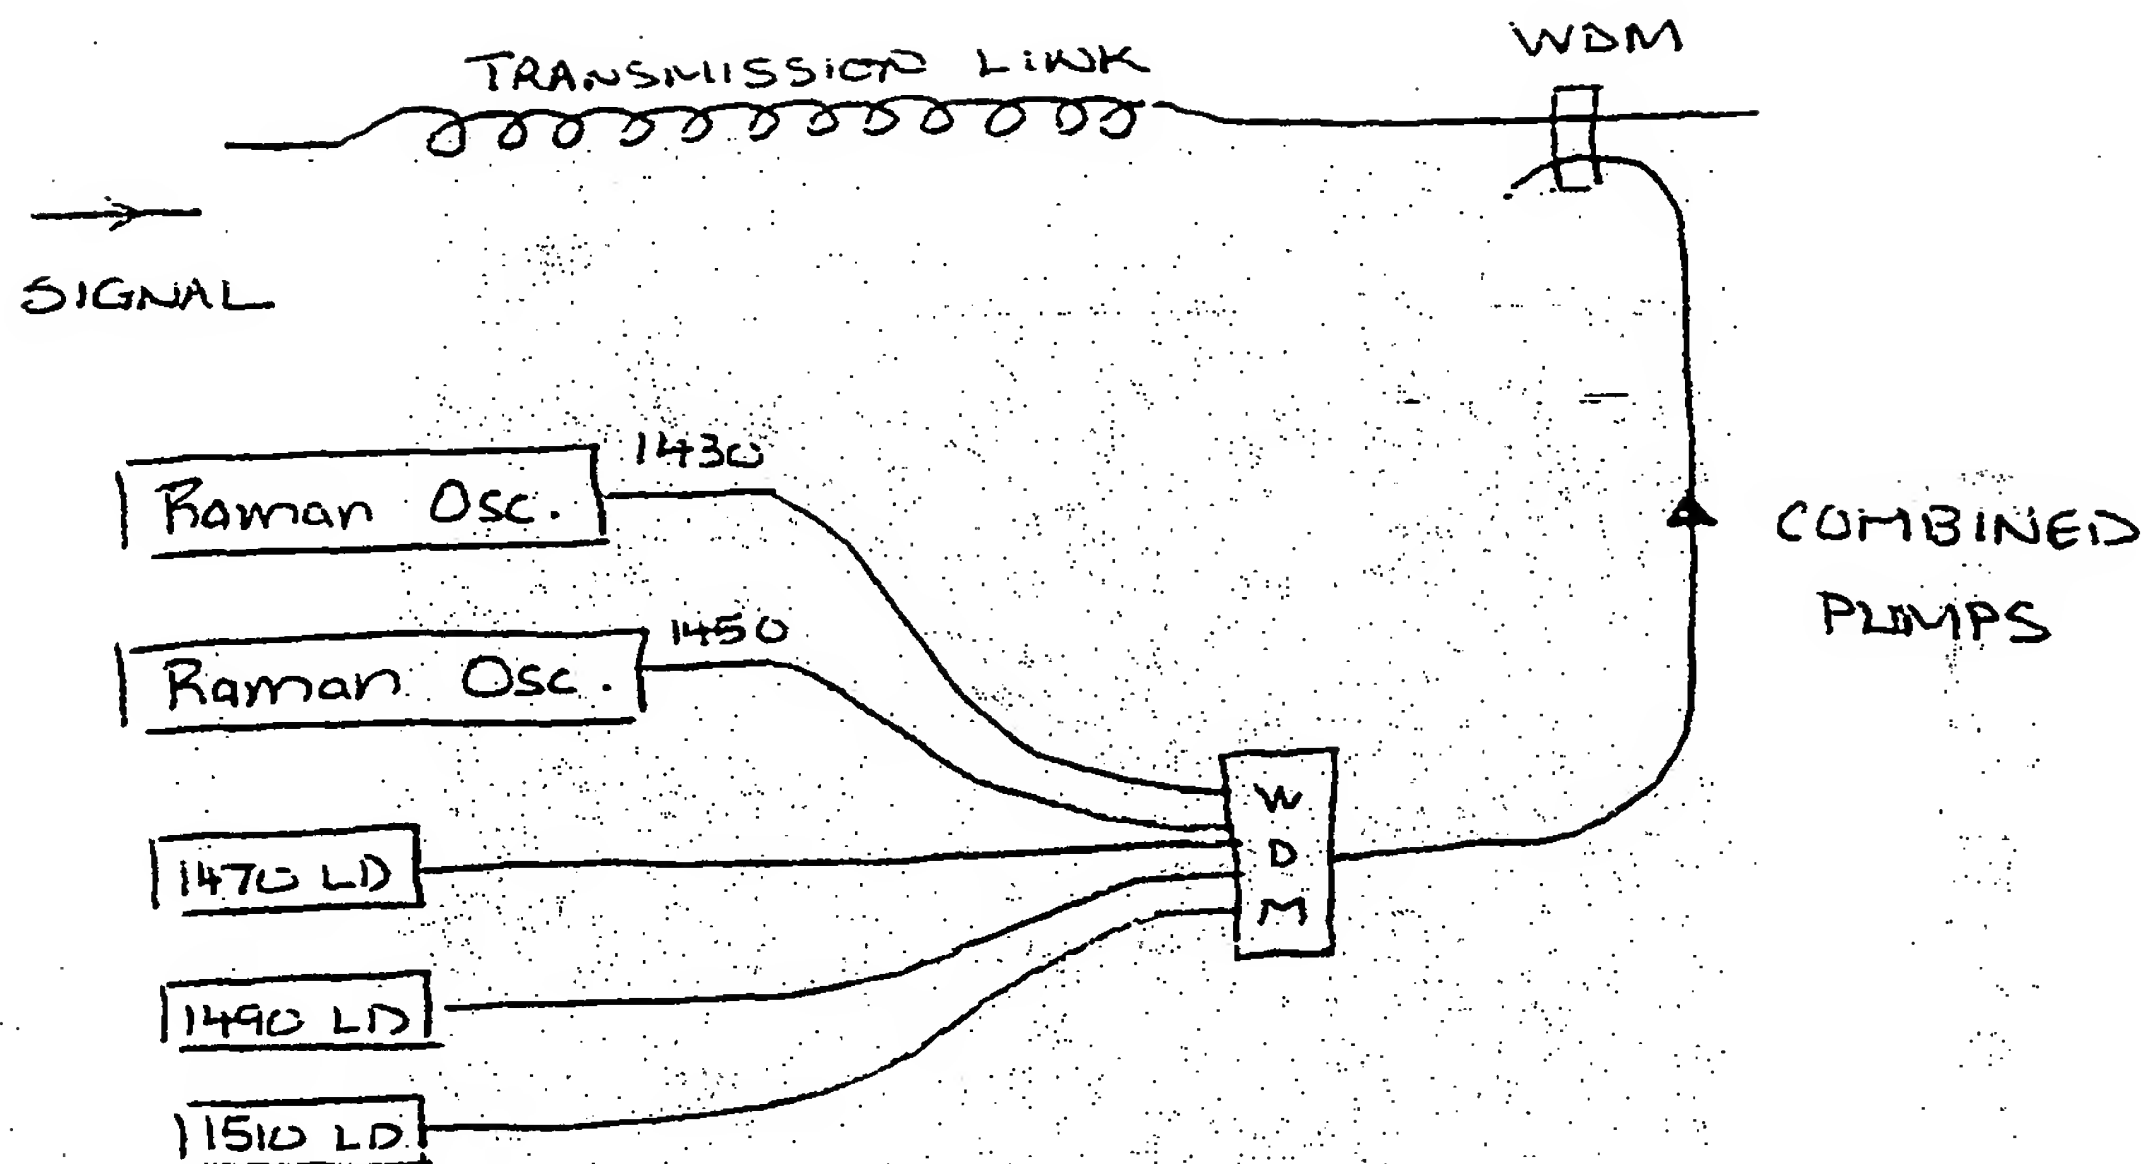 WDM
TRANSMISSION LINK
SIGNAL
1430
Raman Osc.
COMBINED
PUMPS
1450
Raman Osc.
W
D
M
1470 LD
1490 LD
1510 LD